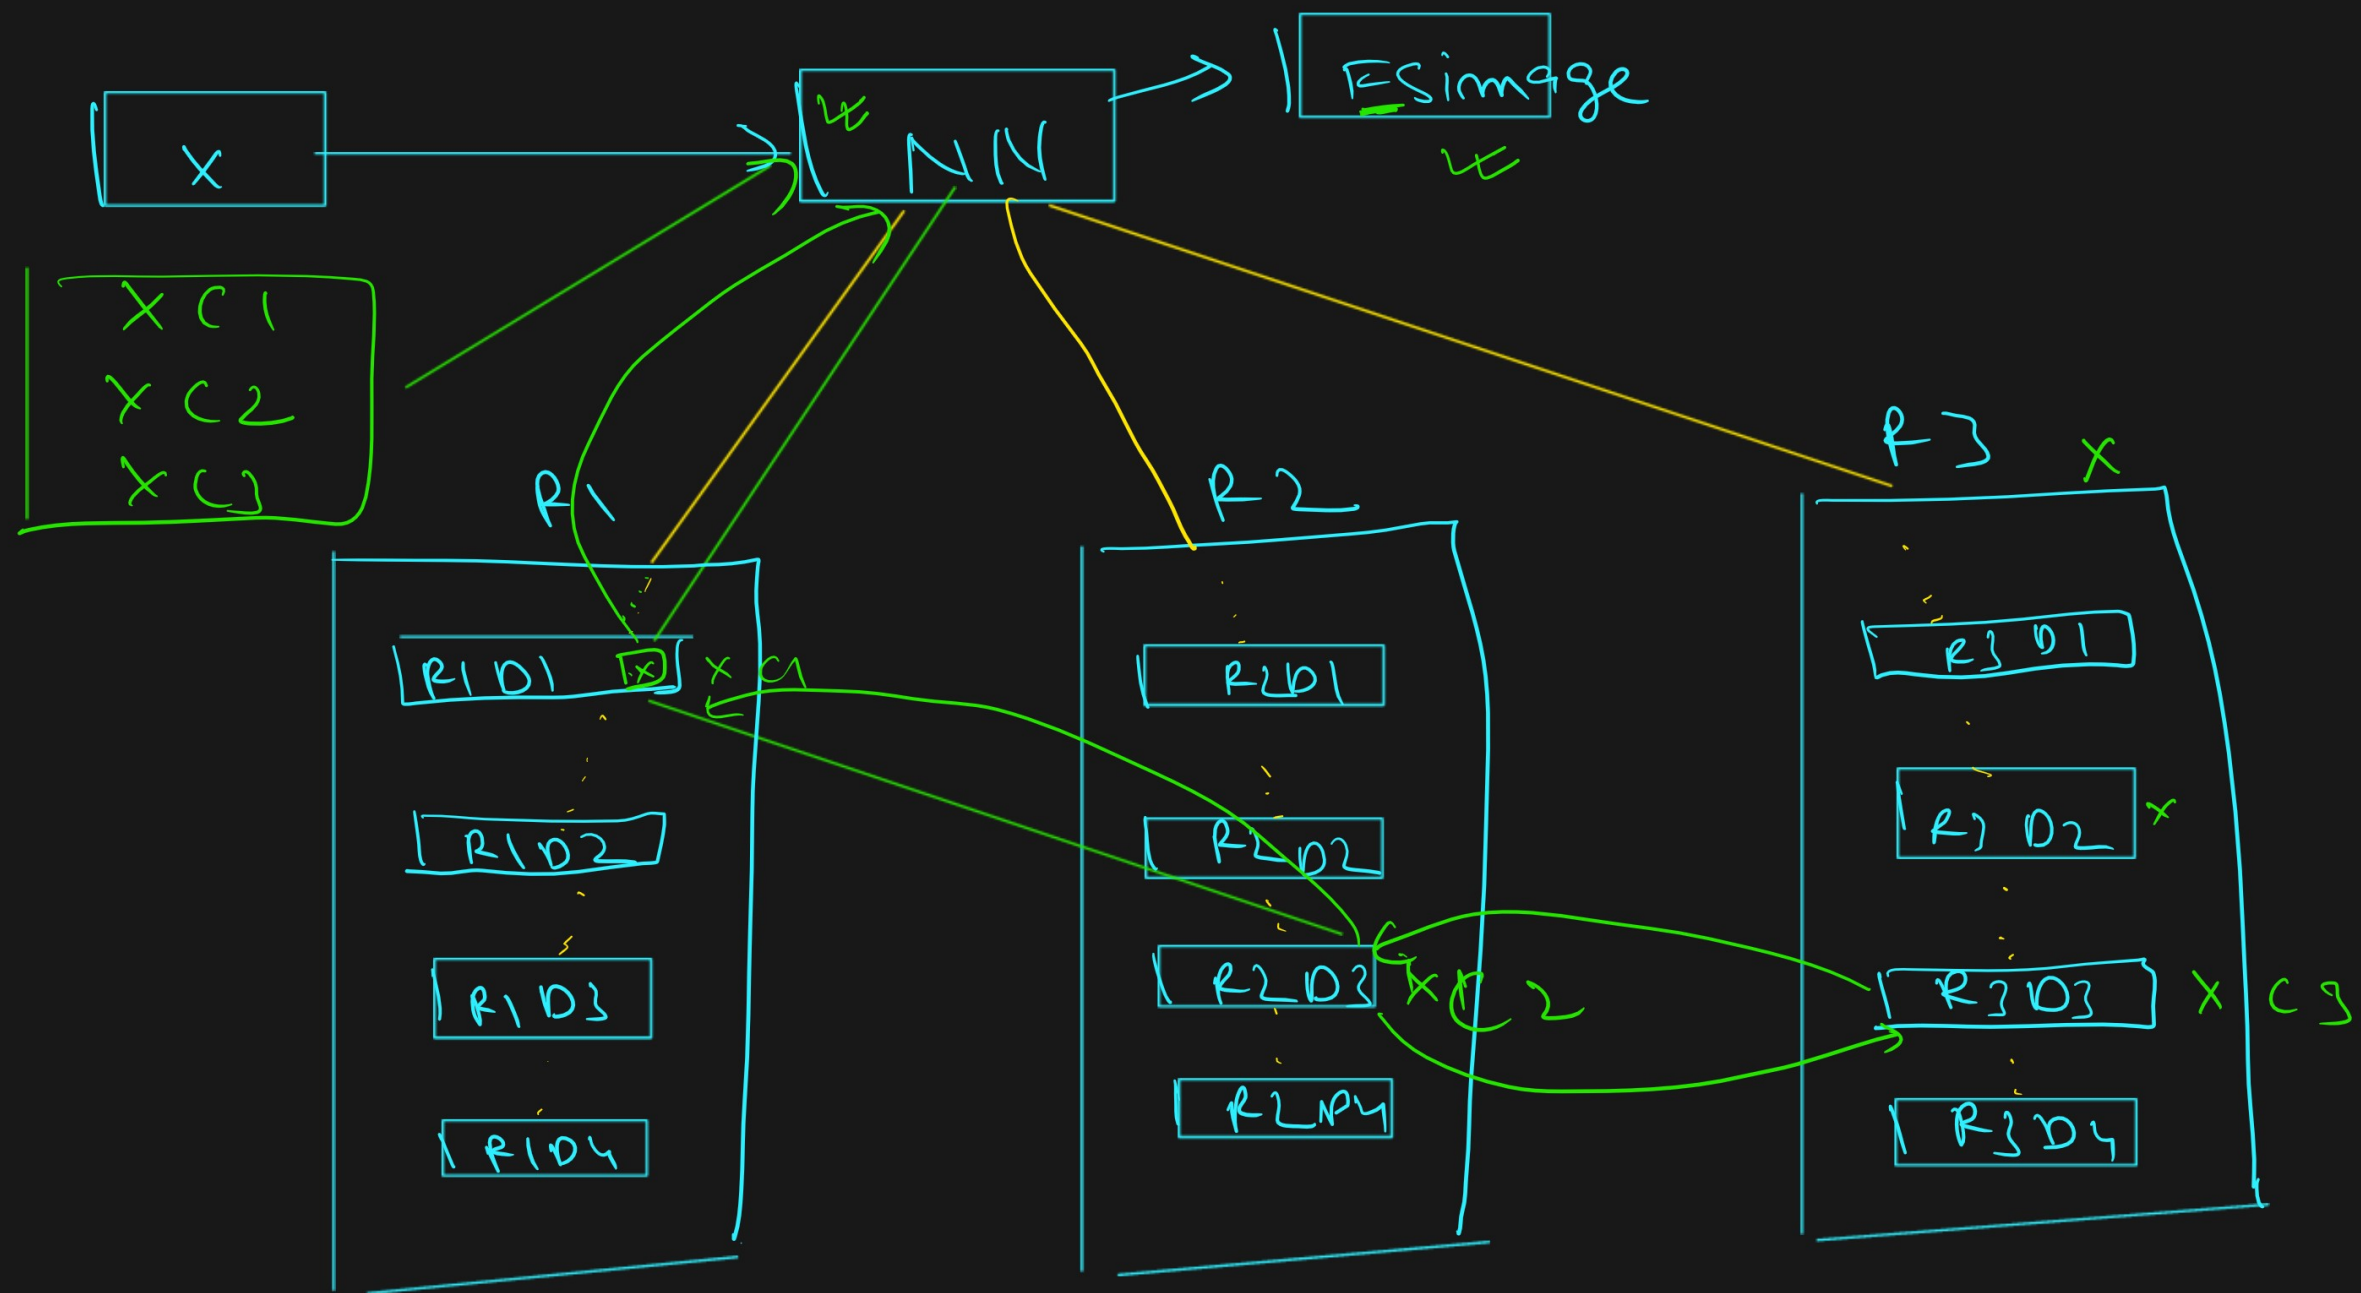 X
NN
FSimage
X C1
X C2
X C3
R1
R2
R3 X
R1D1 X X C1
R1D2
R1D3
R1D4
R2D1
R2D2
R2D3 X C2
R2D4
R3D1
R3D2 X
R3D3 X C3
R3D4